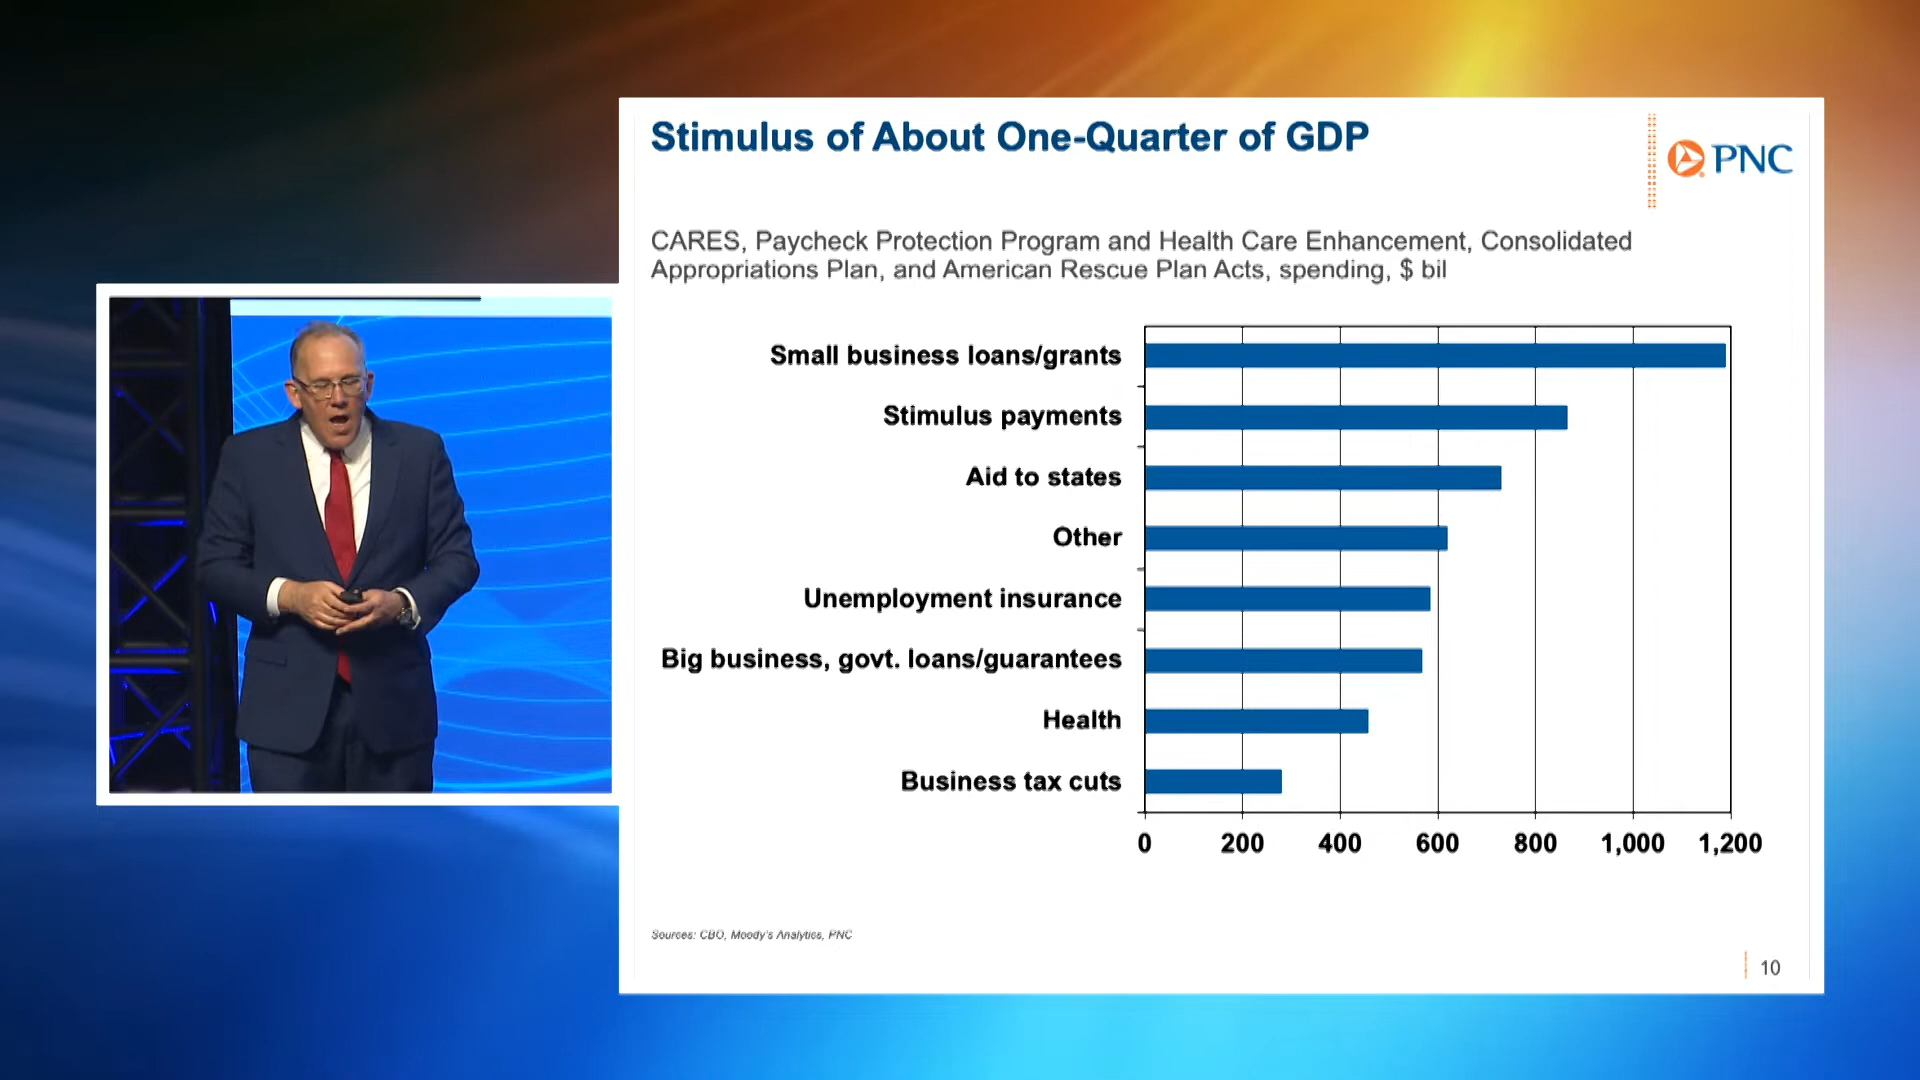 Stimulus of About One-Quarter of GDP
PNC
CARES, Paycheck Protection Program and Health Care Enhancement, Consolidated
Appropriations Plan, and American Rescue Plan Acts, spending, $ bil
Small business loans/grants
Stimulus payments
Aid to states
Other
Unemployment insurance
Big business, govt. loans/guarantees
Health
Business tax cuts
0 200 400 600 800 1,000 1,200
Sources: CBO, Moody's Analytics, PNC
10